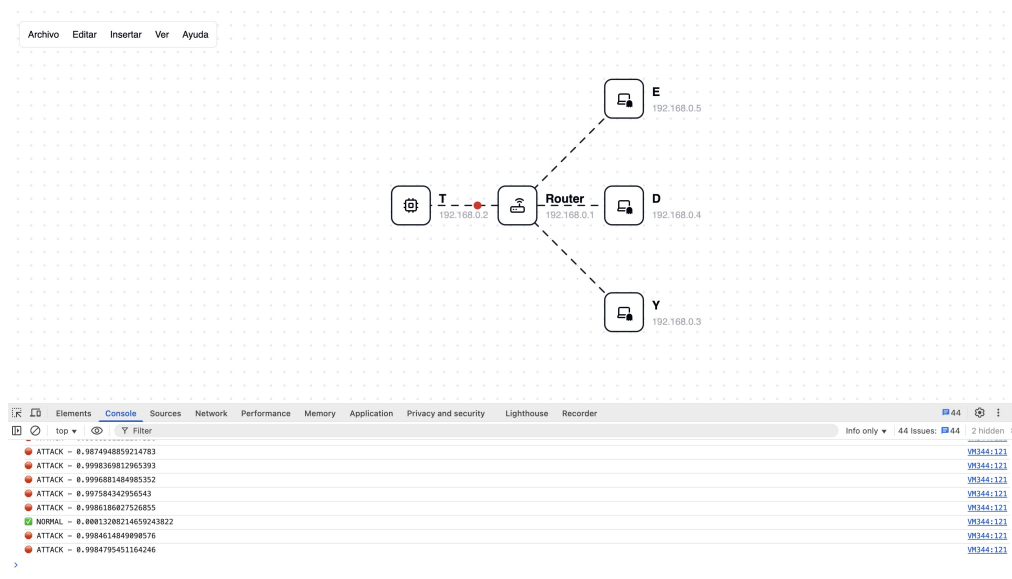 Archivo Editar Insertar Ver Ayuda
E
192.168.0.5
T
192.168.0.2
Router
192.168.0.1
D
192.168.0.4
Y
192.168.0.3
Elements Console Sources Network Performance Memory Application Privacy and security Lighthouse Recorder 44
top Filter Info only 44 Issues: 44 2 hidden
ATTACK - 0.9874948859214783 VM344:121
ATTACK - 0.9998369812965393 VM344:121
ATTACK - 0.9996881484985352 VM344:121
ATTACK - 0.997584342956543 VM344:121
ATTACK - 0.9986186027526855 VM344:121
NORMAL - 0.00013208214659243822 VM344:121
ATTACK - 0.9984614849090576 VM344:121
ATTACK - 0.9984795451164246 VM344:121
>